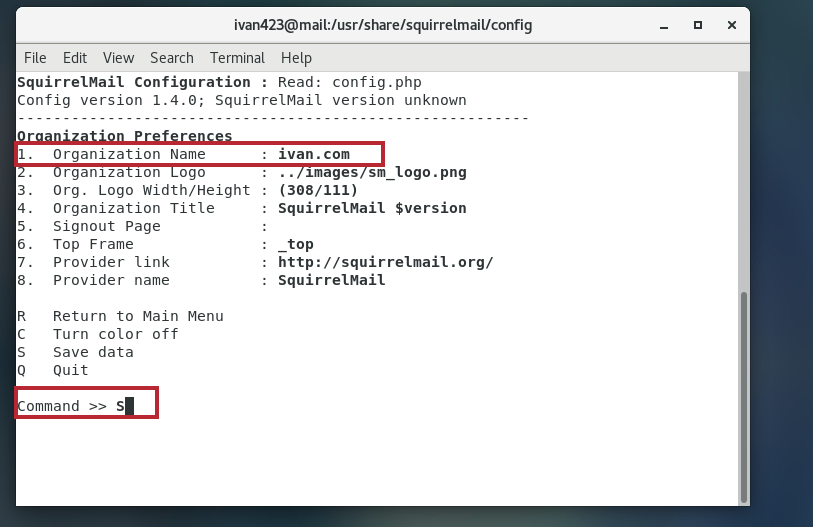 ivan423@mail:/usr/share/squirrelmail/config
File Edit View Search Terminal Help
SquirrelMail Configuration : Read: config.php
Config version 1.4.0; SquirrelMail version unknown
---------------------------------------------------------
Organization Preferences
1.  Organization Name      : ivan.com
2.  Organization Logo      : ../images/sm_logo.png
3.  Org. Logo Width/Height : (308/111)
4.  Organization Title     : SquirrelMail $version
5.  Signout Page           :
6.  Top Frame              : _top
7.  Provider link          : http://squirrelmail.org/
8.  Provider name          : SquirrelMail
R   Return to Main Menu
C   Turn color off
S   Save data
Q   Quit
Command >> S